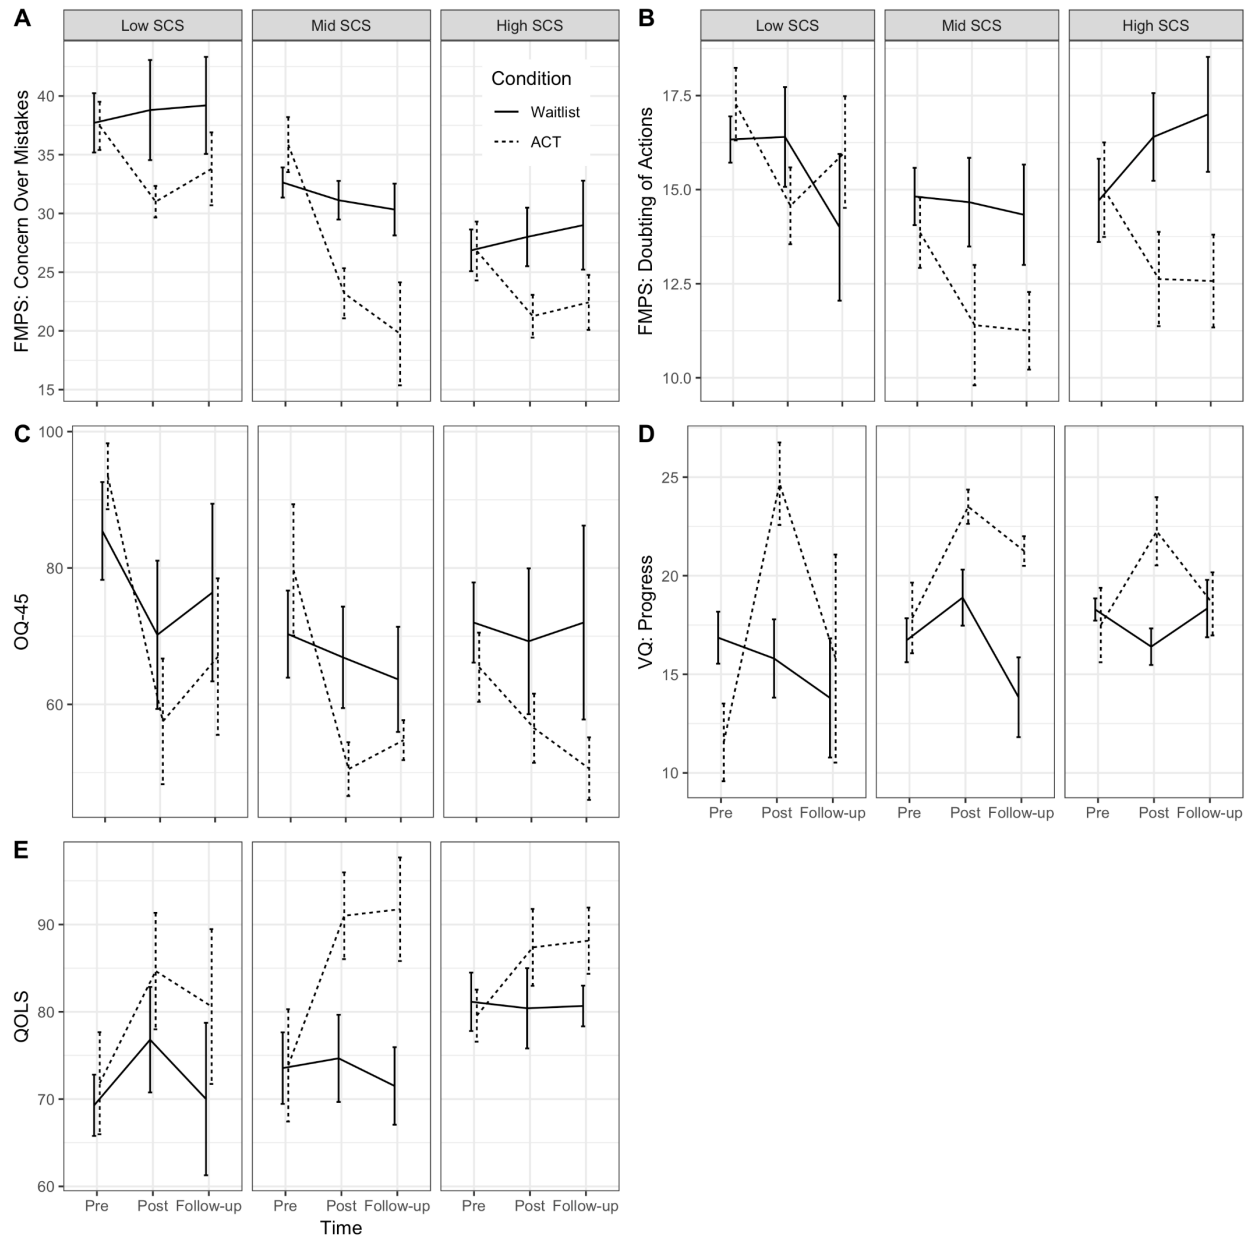 A
Low SCS
Mid SCS
High SCS
FMPS: Concern Over Mistakes
40
35
30
25
20
15
Condition
Waitlist
ACT
B
Low SCS
Mid SCS
High SCS
FMPS: Doubting of Actions
17.5
15.0
12.5
10.0
C
OQ-45
100
80
60
D
VQ: Progress
25
20
15
10
Pre
Post
Follow-up
Pre
Post
Follow-up
Pre
Post
Follow-up
E
QOLS
90
80
70
60
Pre
Post
Follow-up
Pre
Post
Follow-up
Pre
Post
Follow-up
Time